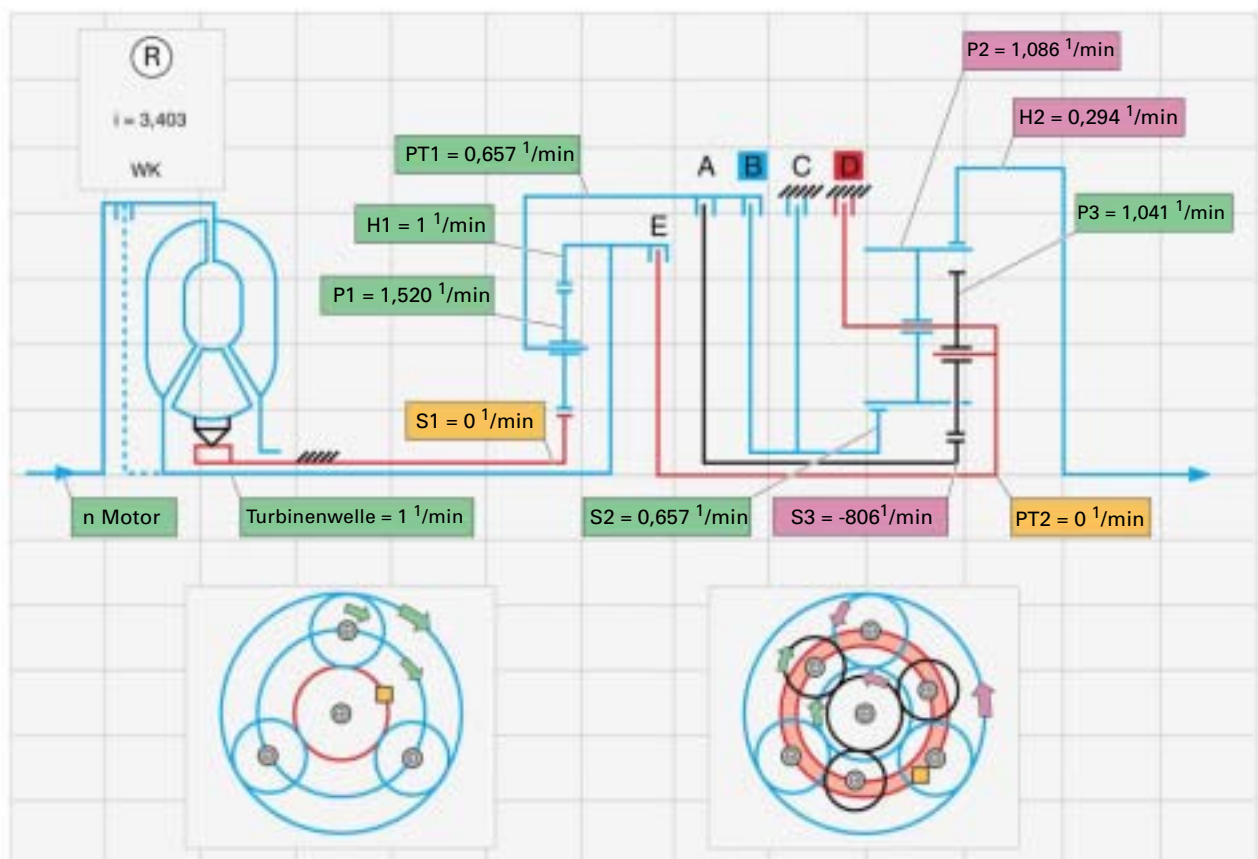 R
i = 3,403
WK
P2 = 1,086 ¹/min
H2 = 0,294 ¹/min
PT1 = 0,657 ¹/min
A
B
C
D
H1 = 1 ¹/min
E
P3 = 1,041 ¹/min
P1 = 1,520 ¹/min
S1 = 0 ¹/min
n Motor
Turbinenwelle = 1 ¹/min
S2 = 0,657 ¹/min
S3 = -806¹/min
PT2 = 0 ¹/min